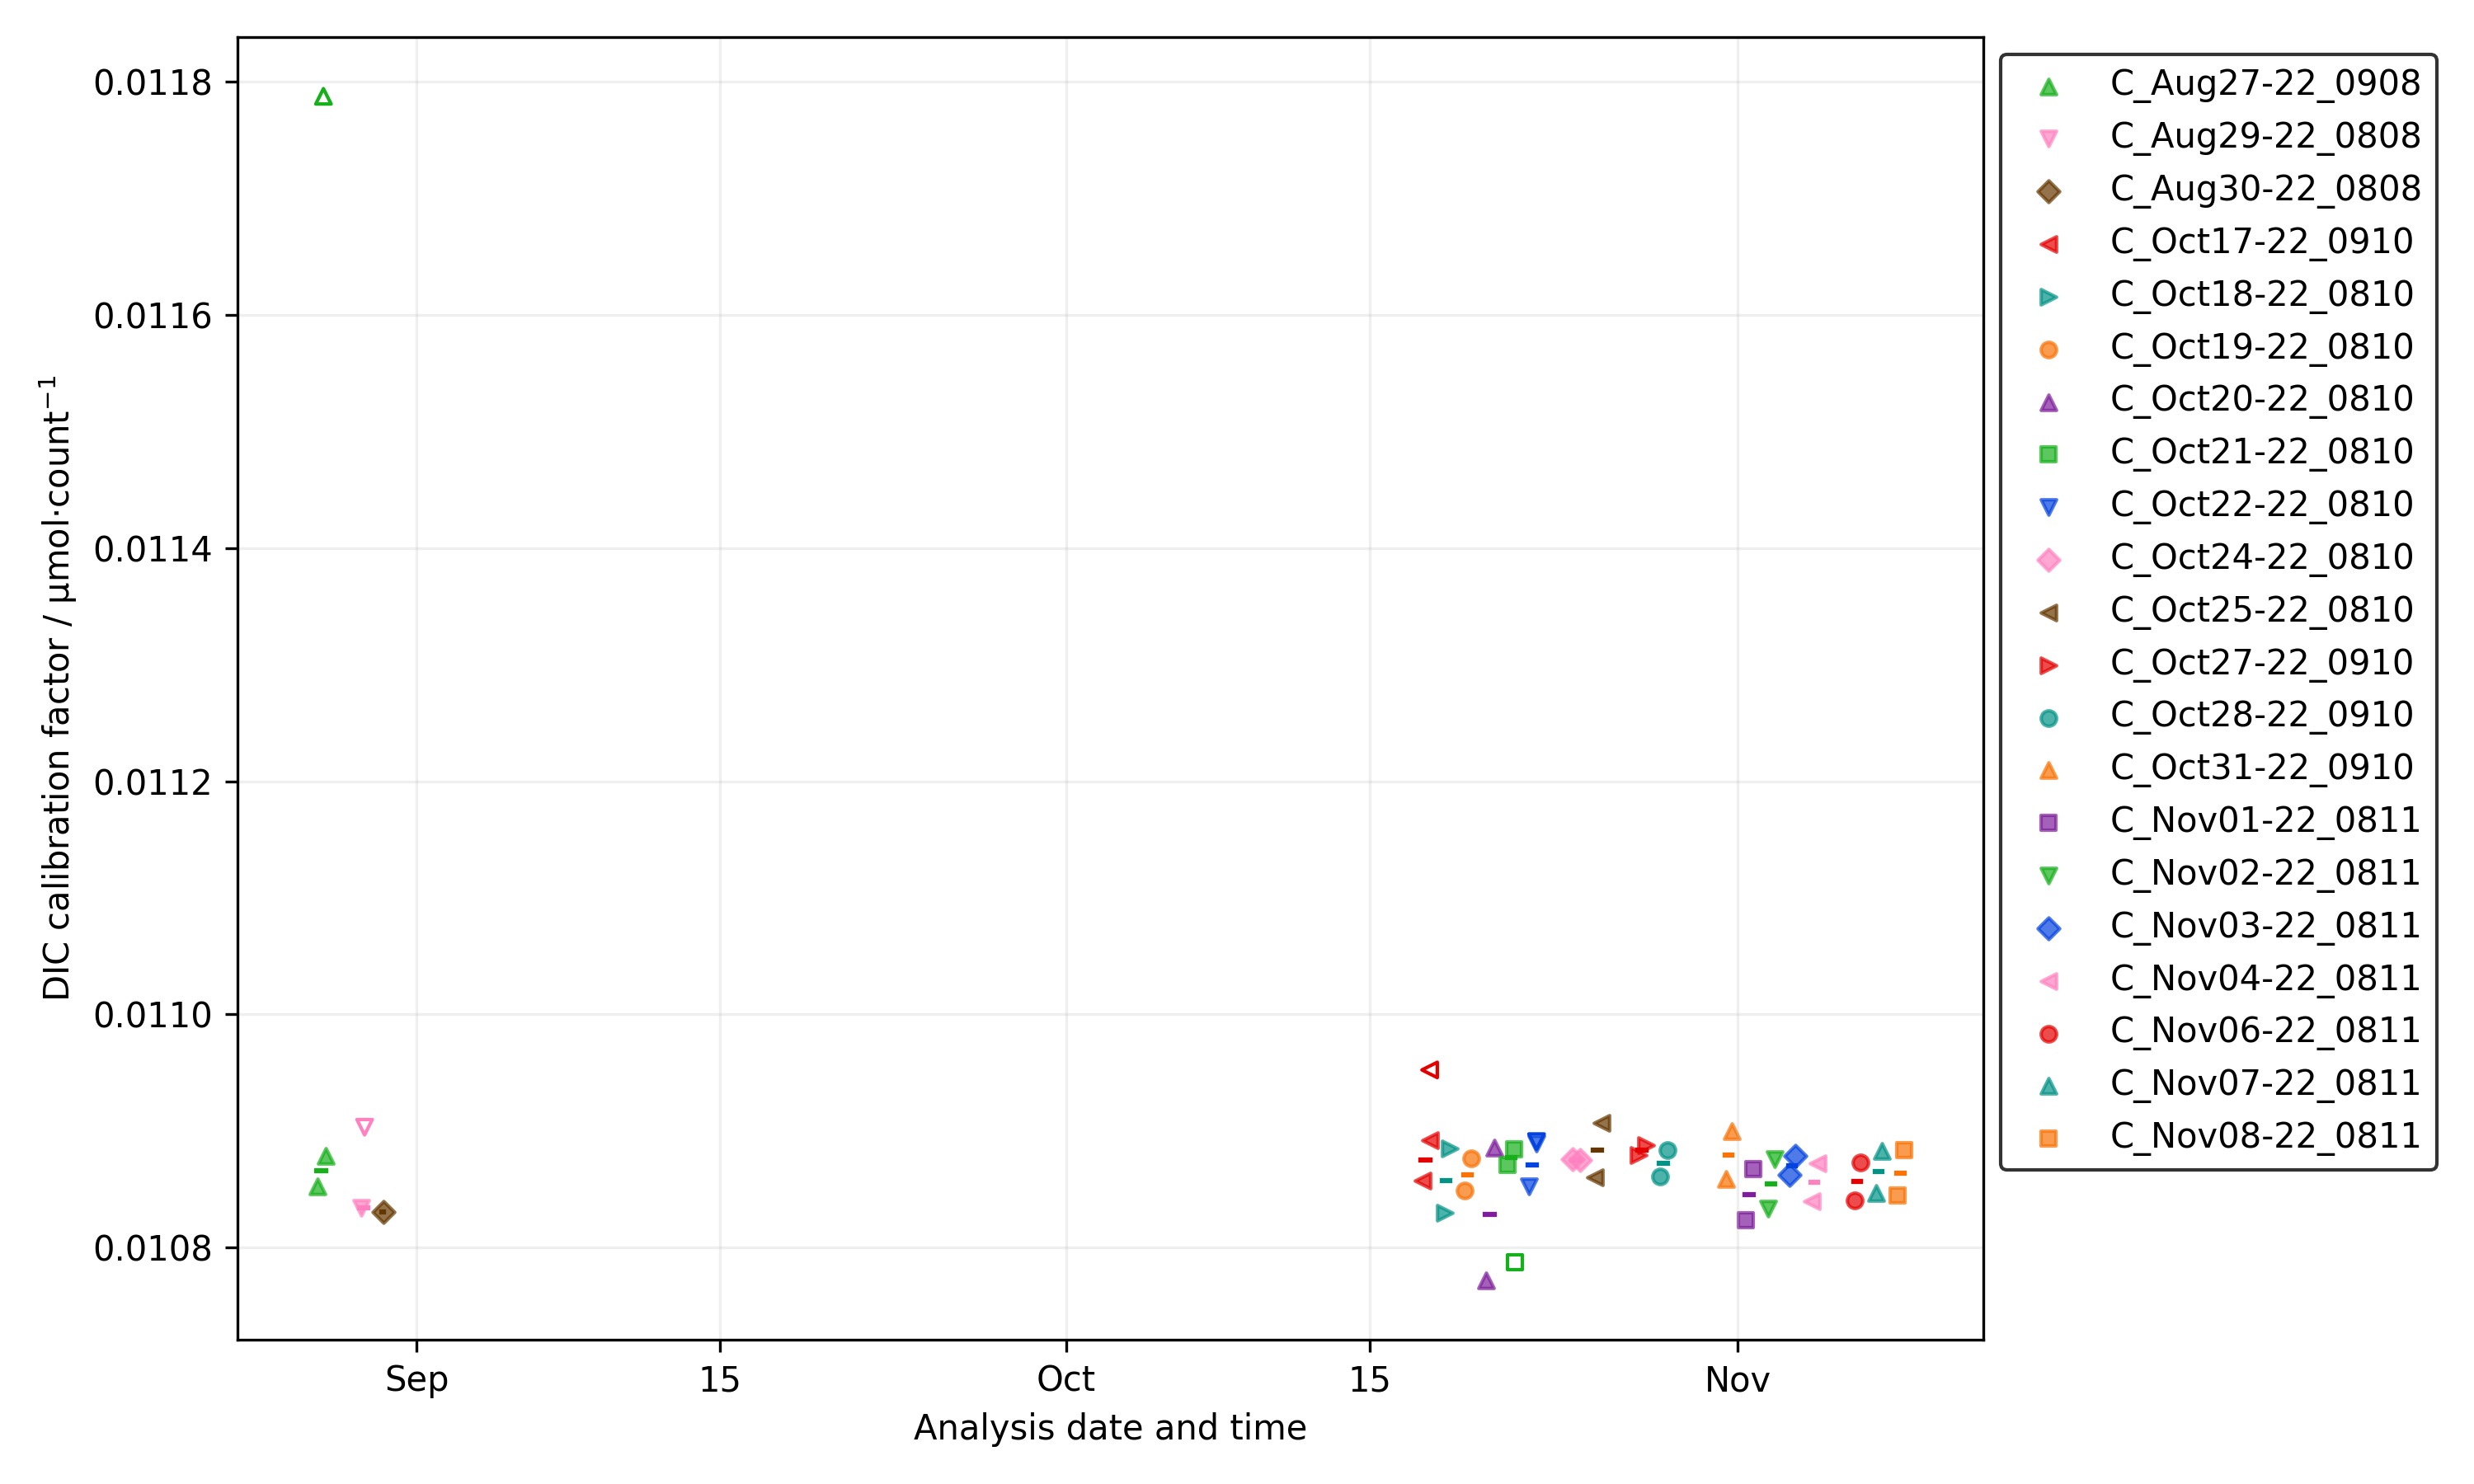 0.0118
0.0116
0.0114
0.0112
0.0110
0.0108
DIC calibration factor / μmol·count⁻¹
Sep
15
Oct
15
Nov
Analysis date and time
C_Aug27-22_0908
C_Aug29-22_0808
C_Aug30-22_0808
C_Oct17-22_0910
C_Oct18-22_0810
C_Oct19-22_0810
C_Oct20-22_0810
C_Oct21-22_0810
C_Oct22-22_0810
C_Oct24-22_0810
C_Oct25-22_0810
C_Oct27-22_0910
C_Oct28-22_0910
C_Oct31-22_0910
C_Nov01-22_0811
C_Nov02-22_0811
C_Nov03-22_0811
C_Nov04-22_0811
C_Nov06-22_0811
C_Nov07-22_0811
C_Nov08-22_0811